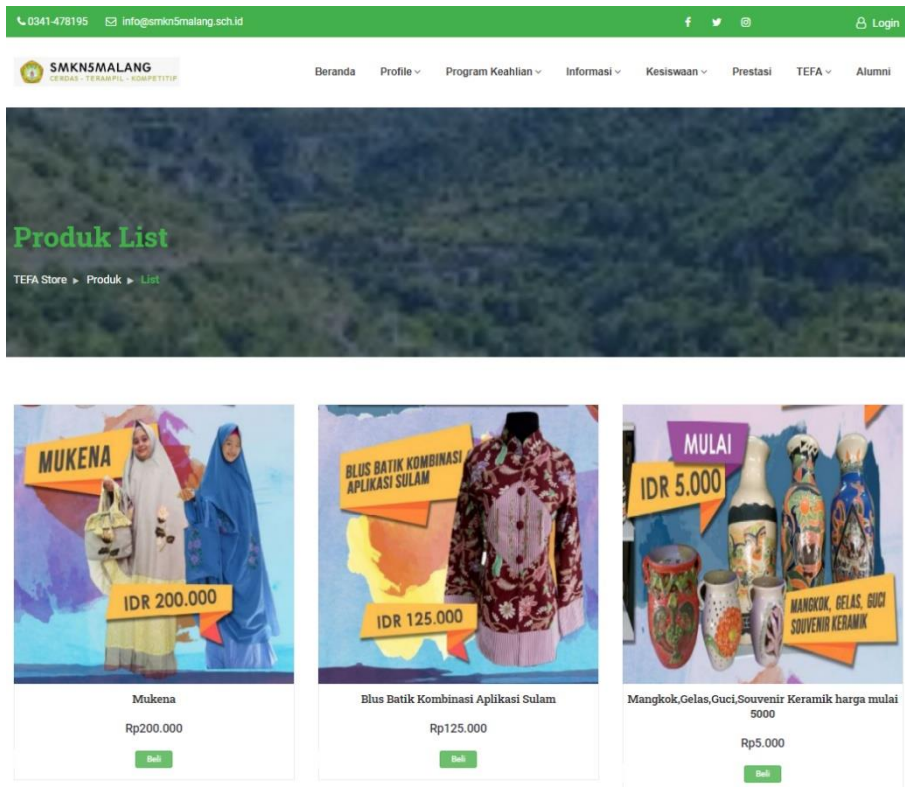 0341-478195 info@smkn5malang.sch.id Login
SMKN5MALANG
CERDAS - TERAMPIL - KOMPETITIF
Beranda Profile Program Keahlian Informasi Kesiswaan Prestasi TEFA Alumni
Produk List
TEFA Store ► Produk ► List
MUKENA
IDR 200.000
Mukena
Rp200.000
Beli
BLUS BATIK KOMBINASI
APLIKASI SULAM
IDR 125.000
Blus Batik Kombinasi Aplikasi Sulam
Rp125.000
Beli
MULAI
IDR 5.000
MANGKOK, GELAS, GUCI
SOUVENIR KERAMIK
Mangkok,Gelas,Guci,Souvenir Keramik harga mulai
5000
Rp5.000
Beli